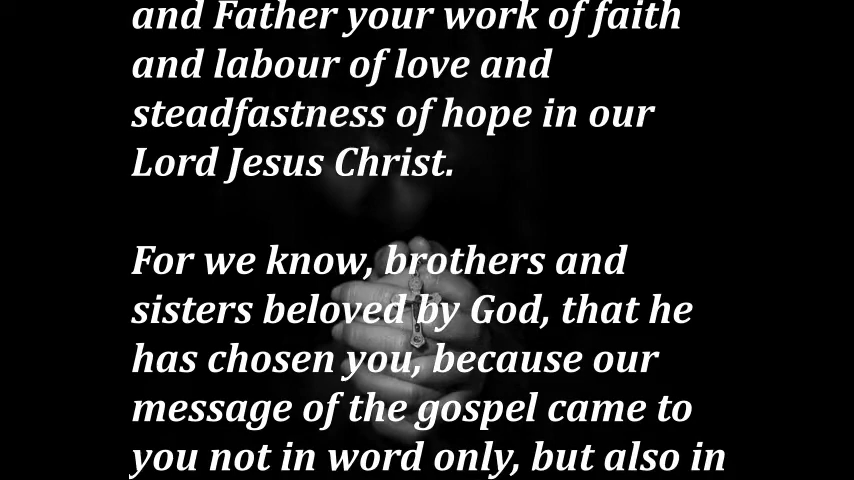 and Father your work of faith
and labour of love and
steadfastness of hope in our
Lord Jesus Christ.
For we know, brothers and
sisters beloved by God, that he
has chosen you, because our
message of the gospel came to
you not in word only, but also in